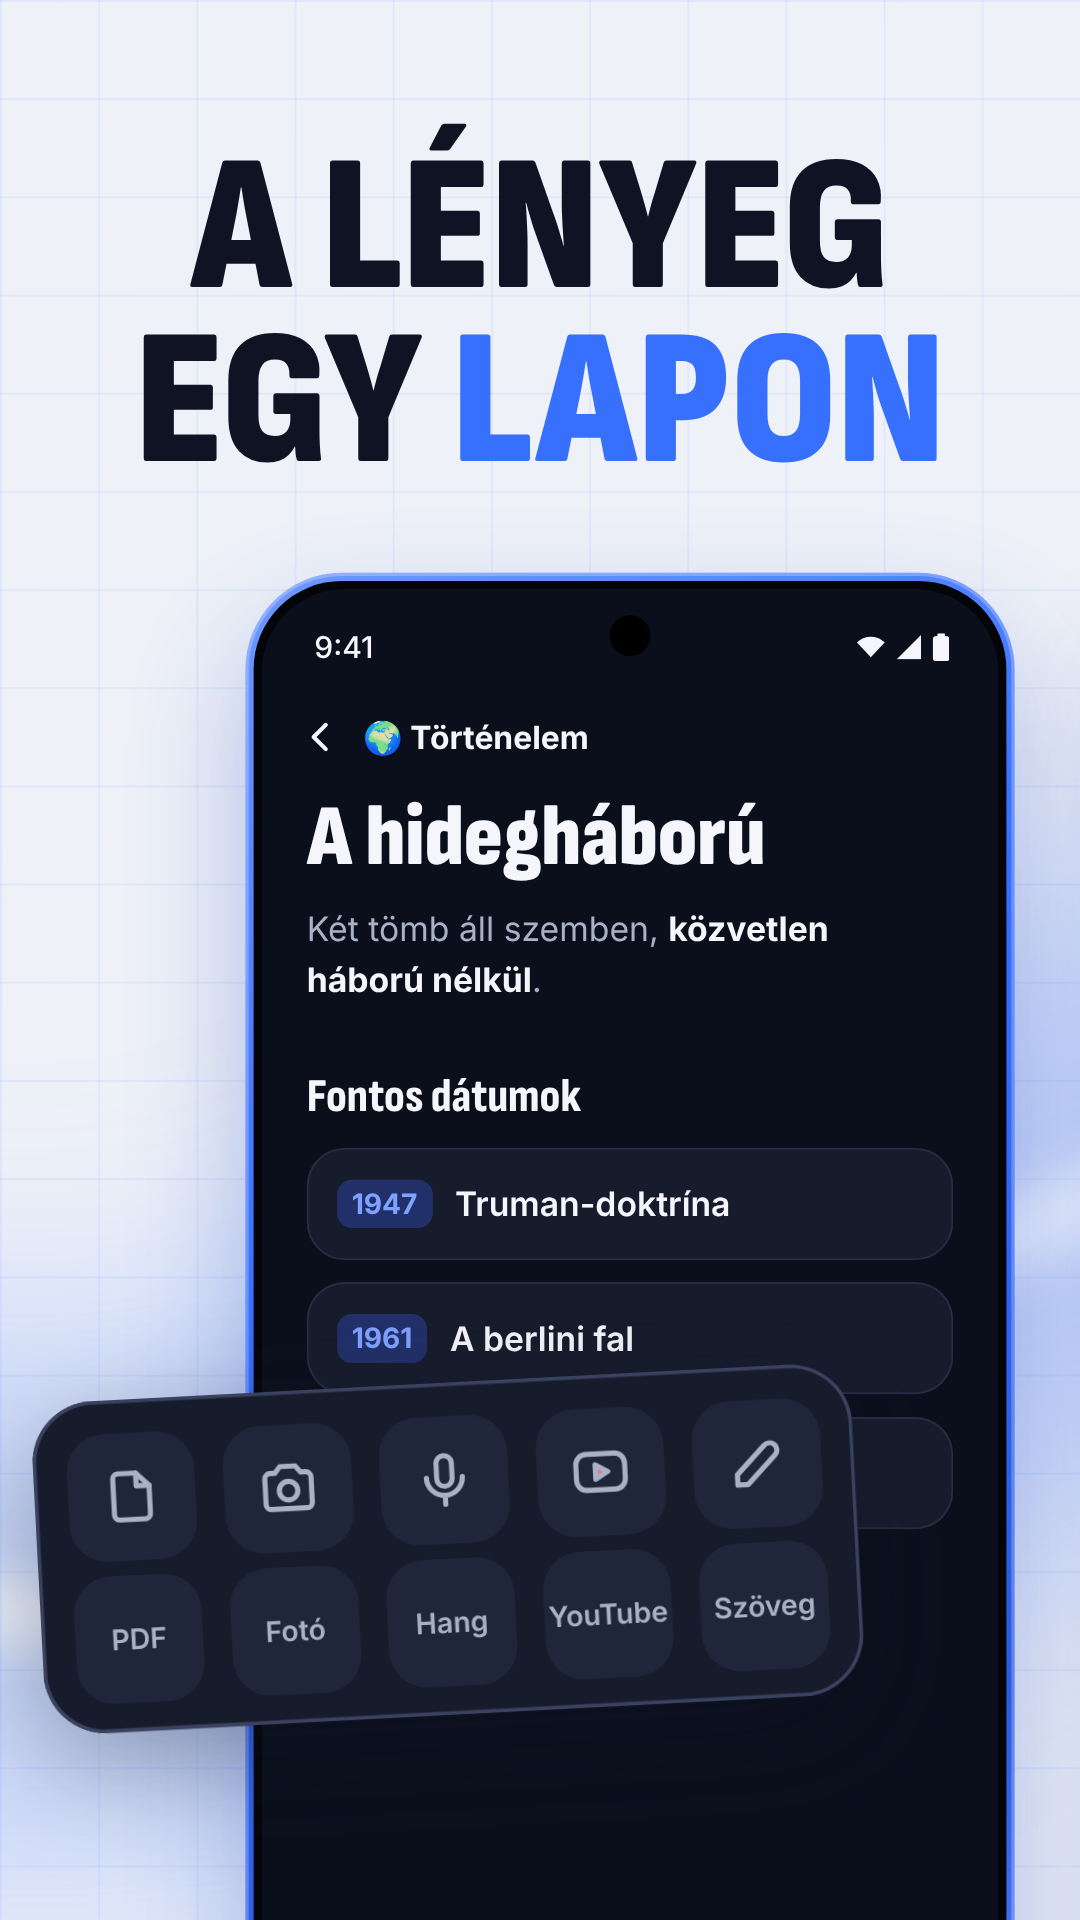 A LÉNYEG
EGY LAPON
9:41
Történelem
A hidegháború
Két tömb áll szemben, közvetlen
háború nélkül.
Fontos dátumok
1947 Truman-doktrína
1961 A berlini fal
PDF Fotó Hang YouTube Szöveg